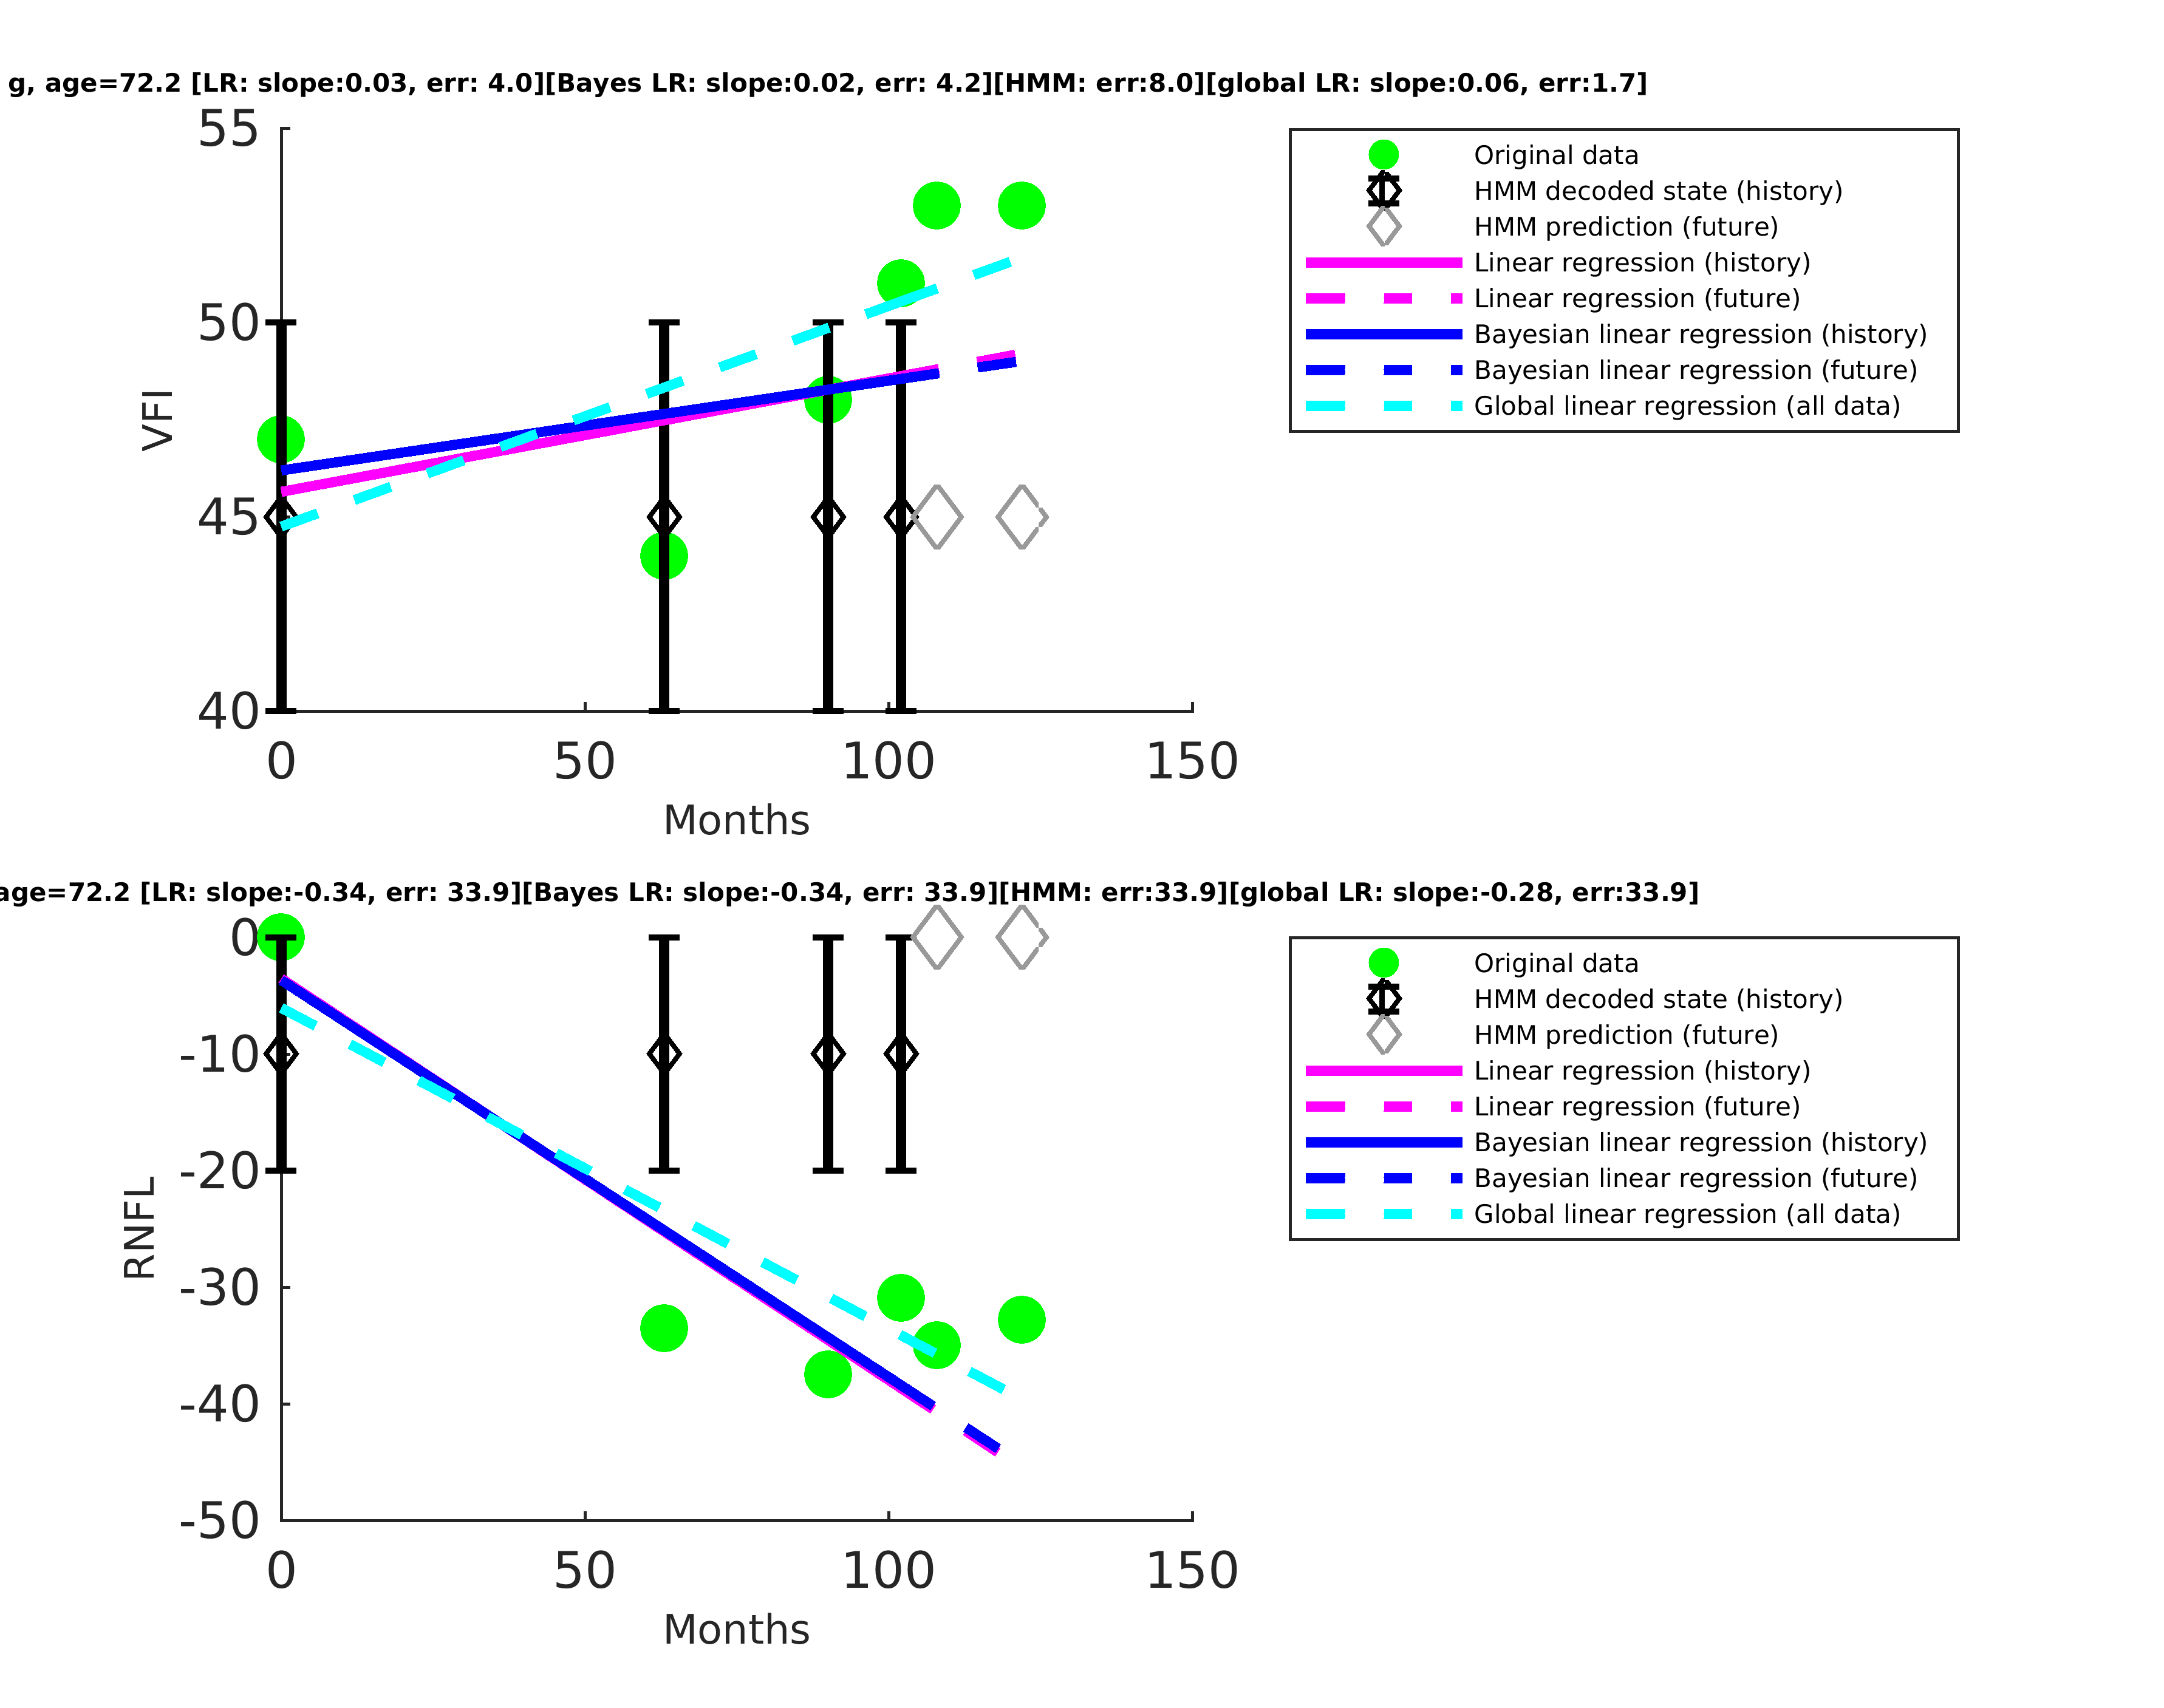 g, age=72.2 [LR: slope:0.03, err: 4.0][Bayes LR: slope:0.02, err: 4.2][HMM: err:8.0][global LR: slope:0.06, err:1.7]
55
50
45
40
VFI
0 50 100 150
Months
Original data
HMM decoded state (history)
HMM prediction (future)
Linear regression (history)
Linear regression (future)
Bayesian linear regression (history)
Bayesian linear regression (future)
Global linear regression (all data)
age=72.2 [LR: slope:-0.34, err: 33.9][Bayes LR: slope:-0.34, err: 33.9][HMM: err:33.9][global LR: slope:-0.28, err:33.9]
0
-10
-20
-30
-40
-50
RNFL
0 50 100 150
Months
Original data
HMM decoded state (history)
HMM prediction (future)
Linear regression (history)
Linear regression (future)
Bayesian linear regression (history)
Bayesian linear regression (future)
Global linear regression (all data)